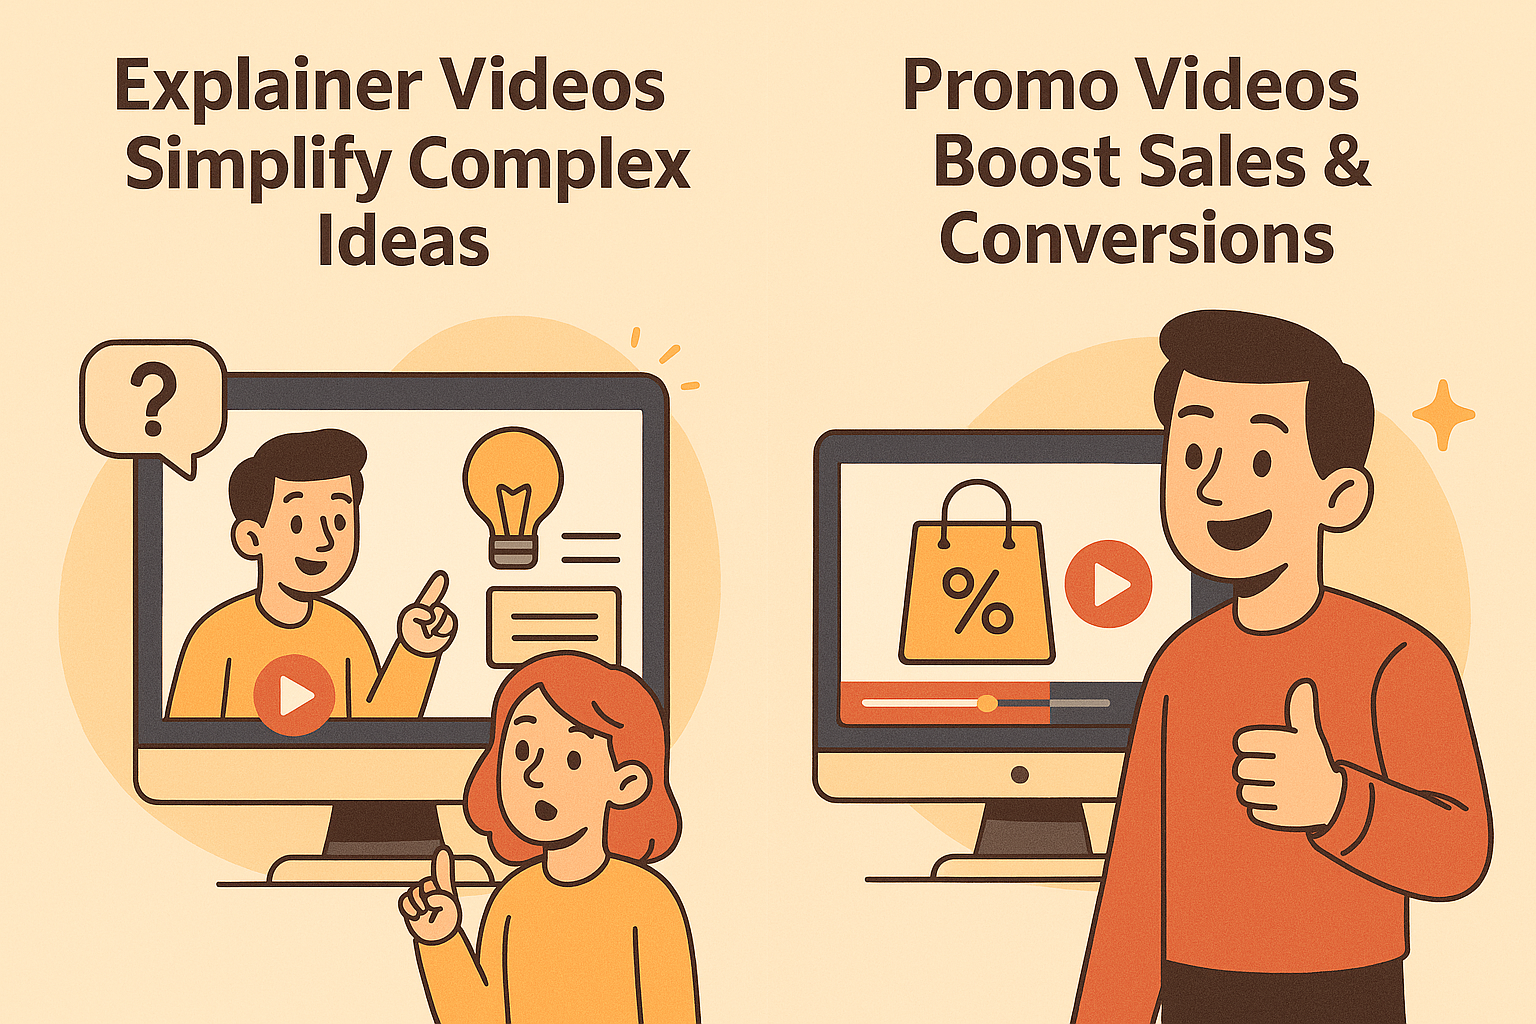 Explainer Videos
Simplify Complex
Ideas
?
Promo Videos
Boost Sales &
Conversions
%